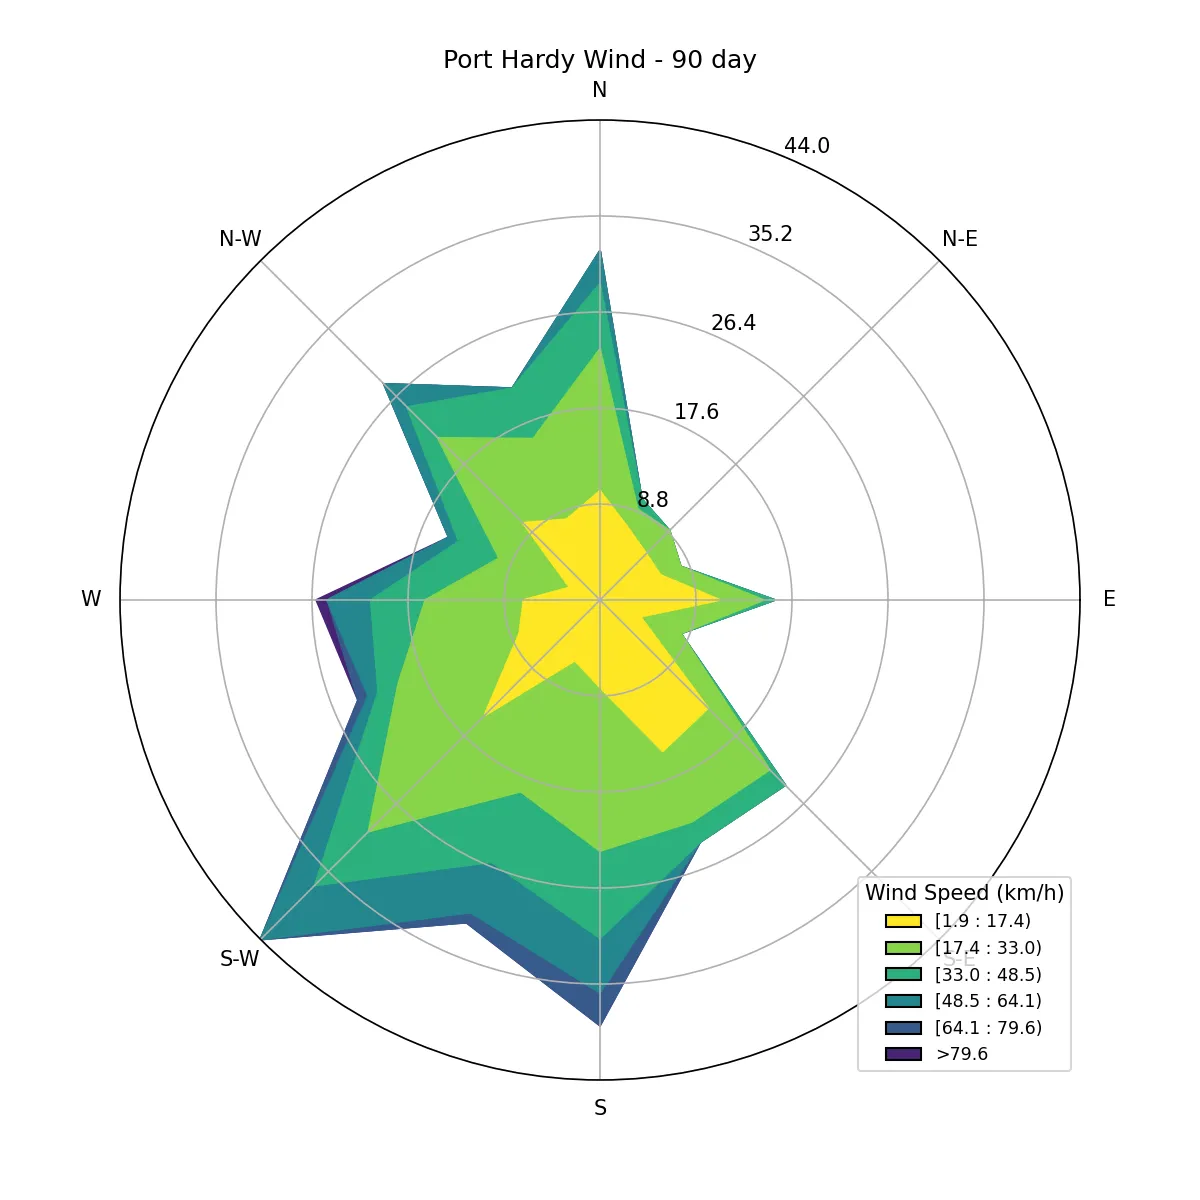 Port Hardy Wind - 90 day
N
44.0
35.2
N-W
N-E
26.4
17.6
8.8
W
E
Wind Speed (km/h)
[1.9 : 17.4)
[17.4 : 33.0)
S-W
S-E
[33.0 : 48.5)
[48.5 : 64.1)
[64.1 : 79.6)
>79.6
S